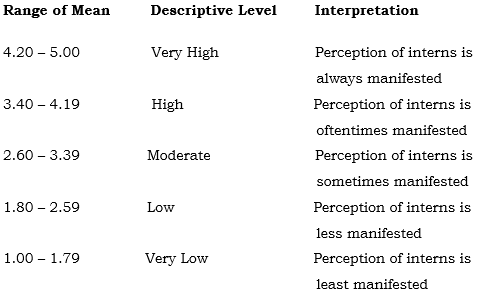 Range of Mean Descriptive Level Interpretation
4.20 – 5.00 Very High Perception of interns is
always manifested
3.40 – 4.19 High Perception of interns is
oftentimes manifested
2.60 – 3.39 Moderate Perception of interns is
sometimes manifested
1.80 – 2.59 Low Perception of interns is
less manifested
1.00 – 1.79 Very Low Perception of interns is
least manifested